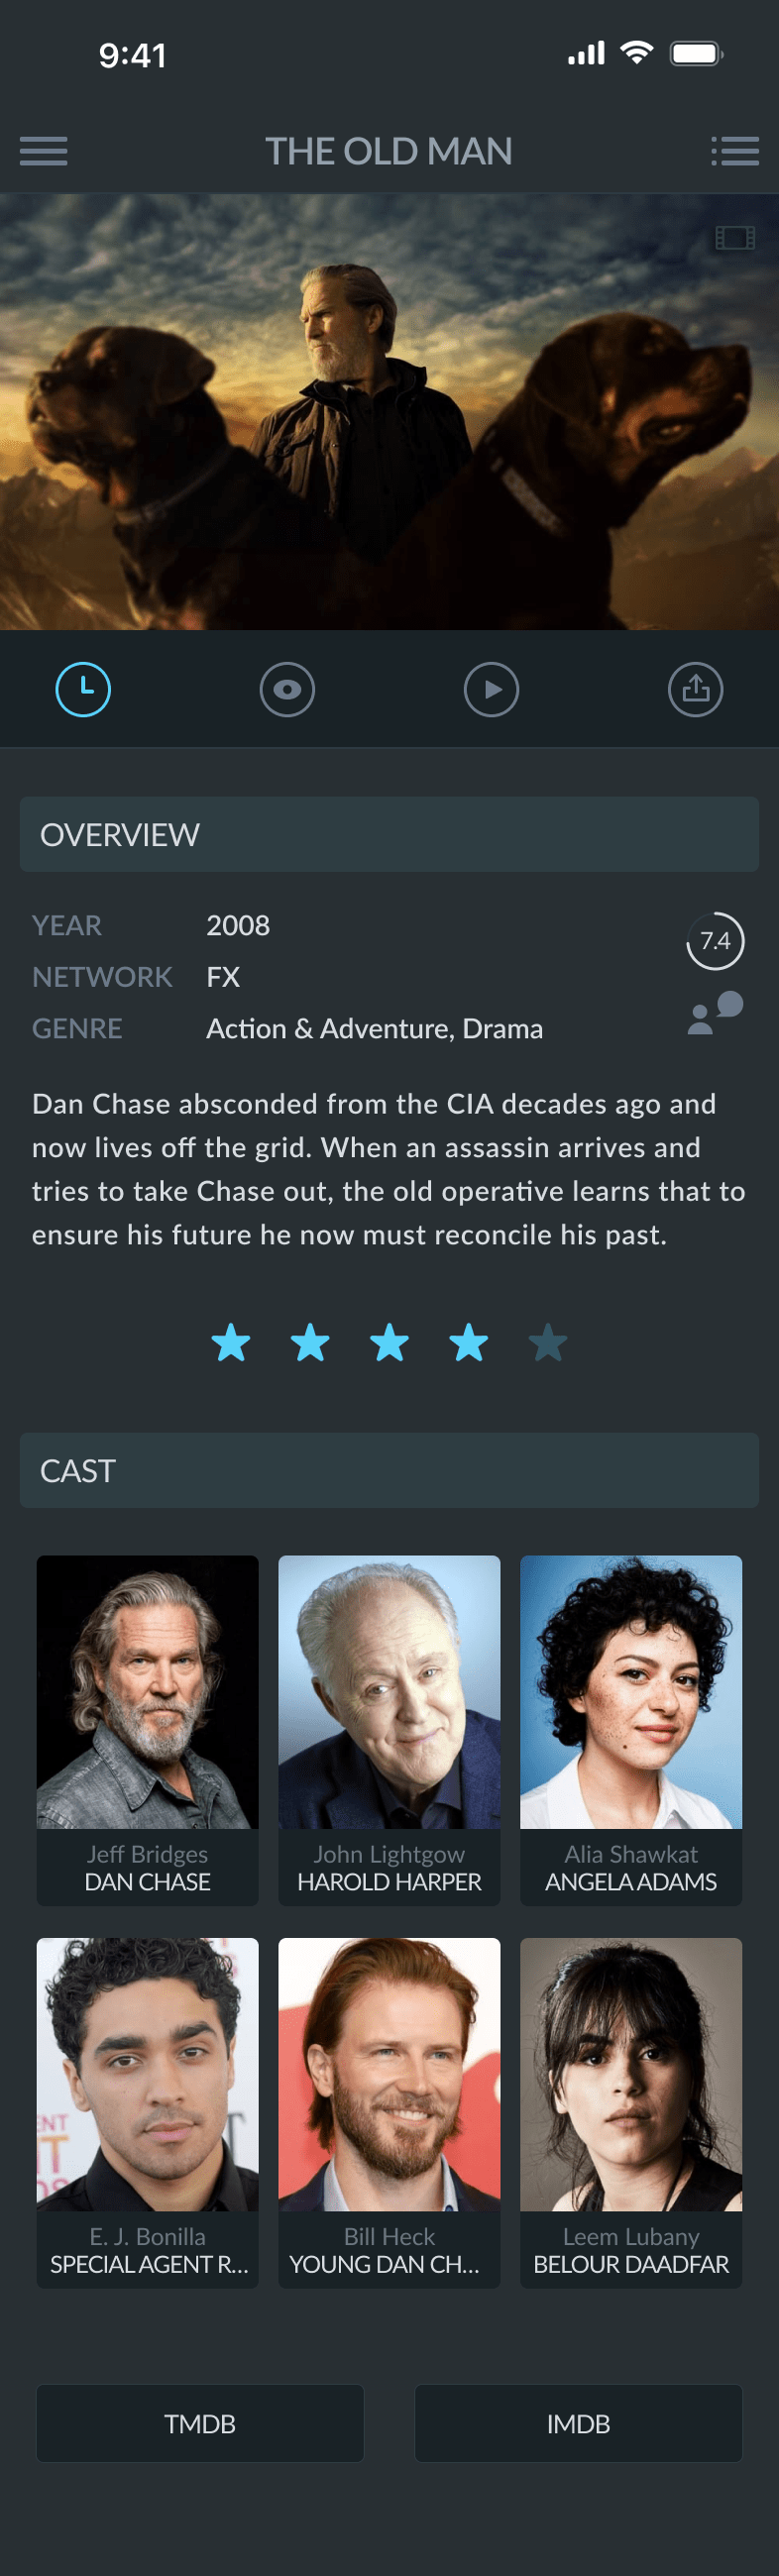 9:41
THE OLD MAN
OVERVIEW
YEAR 2008
7.4
NETWORK FX
GENRE Action & Adventure, Drama
Dan Chase absconded from the CIA decades ago and
now lives off the grid. When an assassin arrives and
tries to take Chase out, the old operative learns that to
ensure his future he now must reconcile his past.
CAST
Jeff Bridges
DAN CHASE
John Lightgow
HAROLD HARPER
Alia Shawkat
ANGELA ADAMS
E. J. Bonilla
SPECIAL AGENT R...
Bill Heck
YOUNG DAN CH...
Leem Lubany
BELOUR DAADFAR
TMDB
IMDB